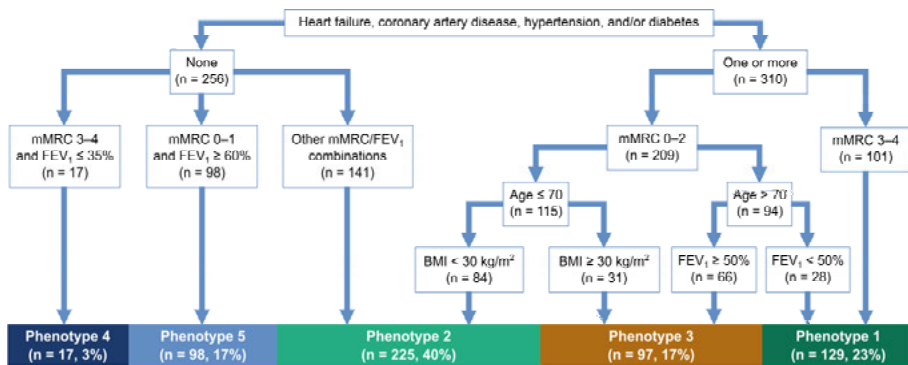 Heart failure, coronary artery disease, hypertension, and/or diabetes
None
(n = 256)
One or more
(n = 310)
mMRC 3–4
and FEV₁ ≤ 35%
(n = 17)
mMRC 0–1
and FEV₁ ≥ 60%
(n = 98)
Other mMRC/FEV₁
combinations
(n = 141)
mMRC 0–2
(n = 209)
mMRC 3–4
(n = 101)
Age ≤ 70
(n = 115)
Age > 70
(n = 94)
BMI < 30 kg/m²
(n = 84)
BMI ≥ 30 kg/m²
(n = 31)
FEV₁ ≥ 50%
(n = 66)
FEV₁ < 50%
(n = 28)
Phenotype 4
(n = 17, 3%)
Phenotype 5
(n = 98, 17%)
Phenotype 2
(n = 225, 40%)
Phenotype 3
(n = 97, 17%)
Phenotype 1
(n = 129, 23%)